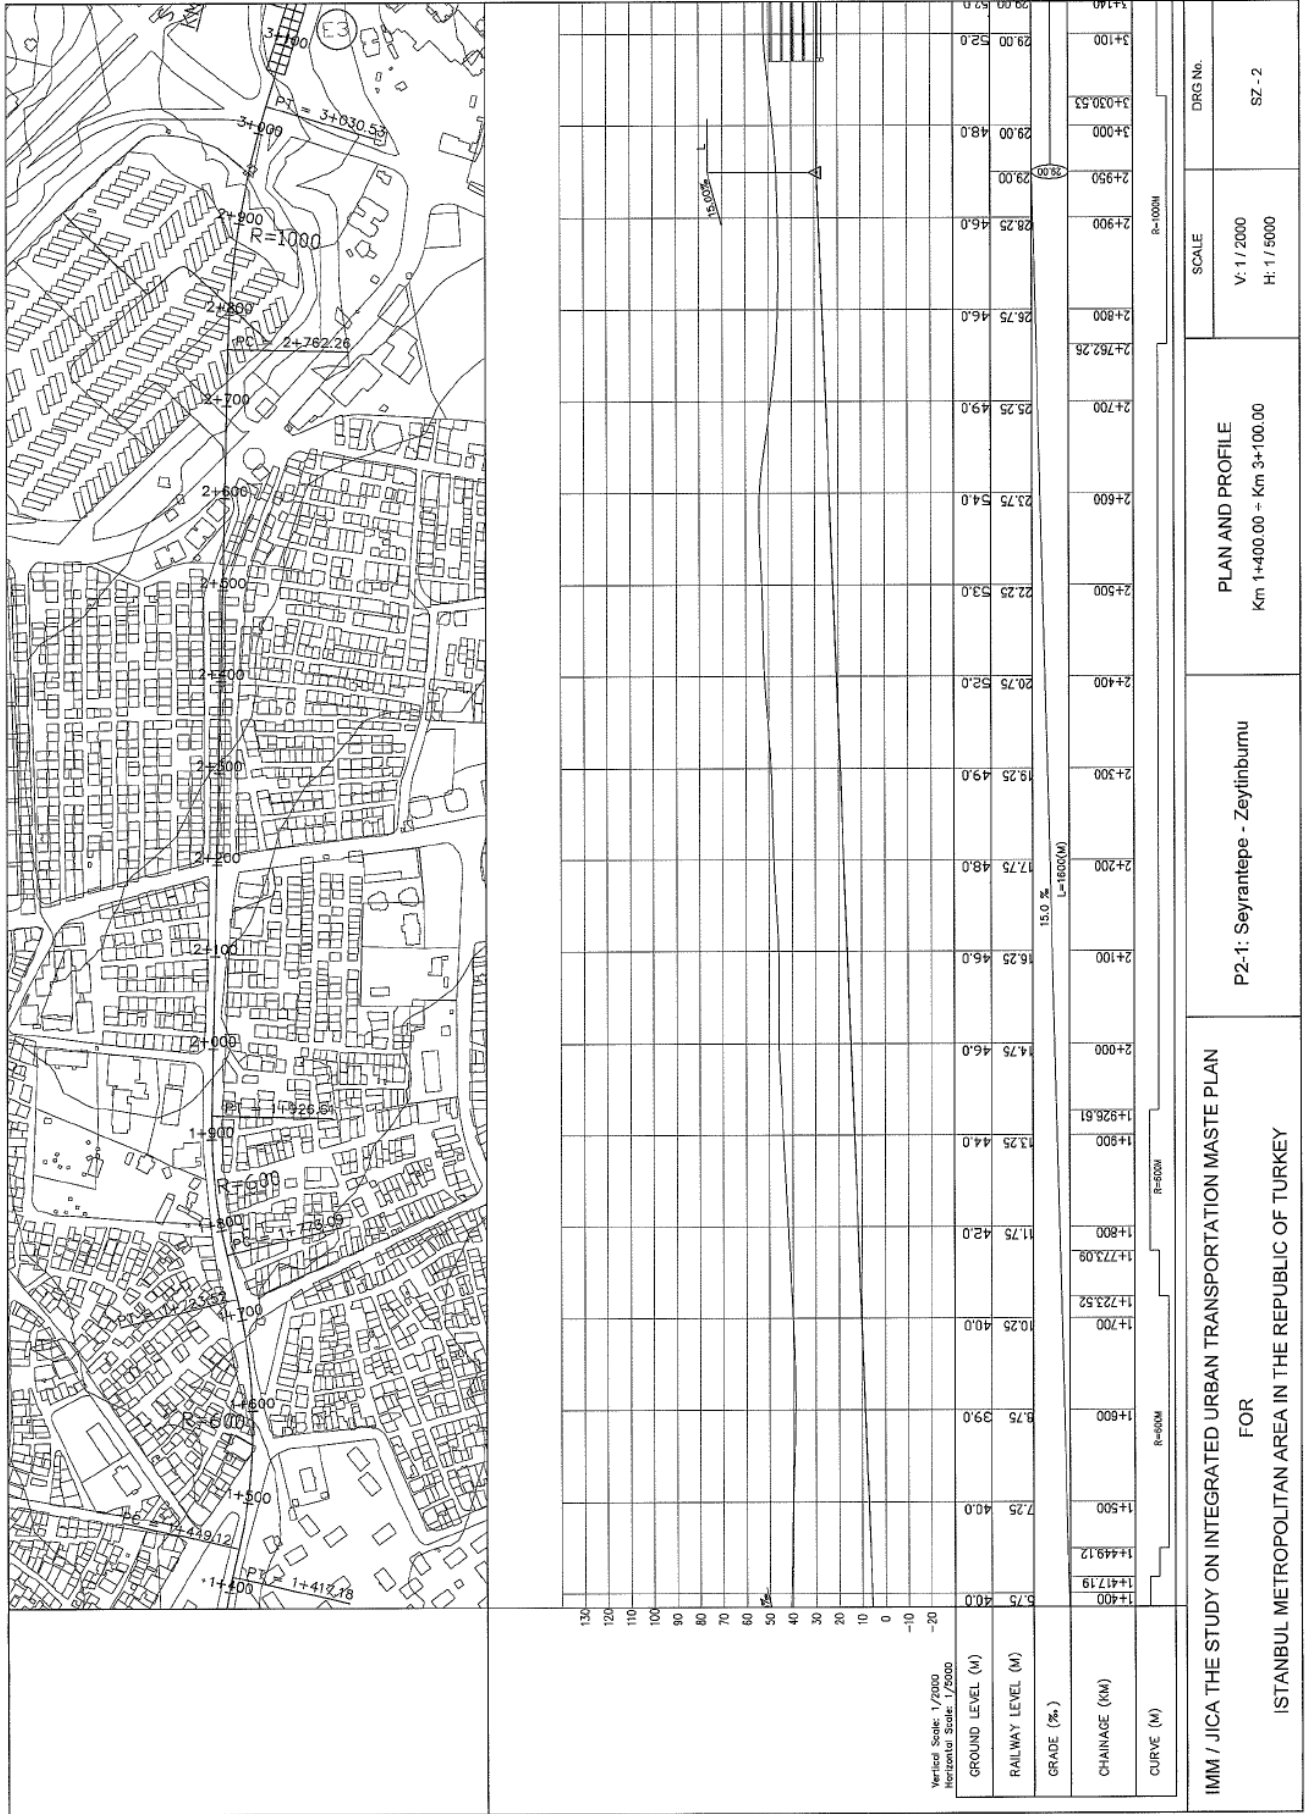 3+100
E3
PT = 3+030.53
3+000
2+900
R=1000
2+800
PC = 2+762.26
2+700
2+600
2+500
2+400
2+300
2+200
2+100
2+000
PT = 1+926.61
1+900
R=600
1+800
PC = 1+773.09
PT = 1+723.52
1+700
1+600
R=600
1+500
PC = 1+449.12
1+400
PT = 1+417.18
15.00‰
L
130
120
110
100
90
80
70
60
50
40
30
20
10
0
-10
-20
Vertical Scale: 1/2000
Horizontal Scale: 1/5000
GROUND LEVEL (M)
40.0 40.0 39.0 40.0 42.0 44.0 46.0 46.0 48.0 49.0 52.0 53.0 54.0 49.0 46.0 46.0 48.0 52.0 52.0
RAILWAY LEVEL (M)
5.75 7.25 8.75 10.25 11.75 13.25 14.75 16.25 17.75 19.25 20.75 22.25 23.75 25.25 26.75 28.25 29.00 29.00 29.00 29.00
GRADE (‰)
15.0 ‰
L=1600(M)
29.00
CHAINAGE (KM)
1+400 1+417.19 1+449.12 1+500 1+600 1+700 1+723.52 1+773.09 1+800 1+900 1+926.61 2+000 2+100 2+200 2+300 2+400 2+500 2+600 2+700 2+762.26 2+800 2+900 2+950 3+000 3+030.53 3+100 3+140
CURVE (M)
R=600M
R=600M
R=1000M
IMM / JICA THE STUDY ON INTEGRATED URBAN TRANSPORTATION MASTE PLAN
FOR
ISTANBUL METROPOLITAN AREA IN THE REPUBLIC OF TURKEY
P2-1: Seyrantepe - Zeytinburnu
PLAN AND PROFILE
Km 1+400.00 ÷ Km 3+100.00
SCALE
V: 1 / 2000
H: 1 / 5000
DRG No.
SZ - 2